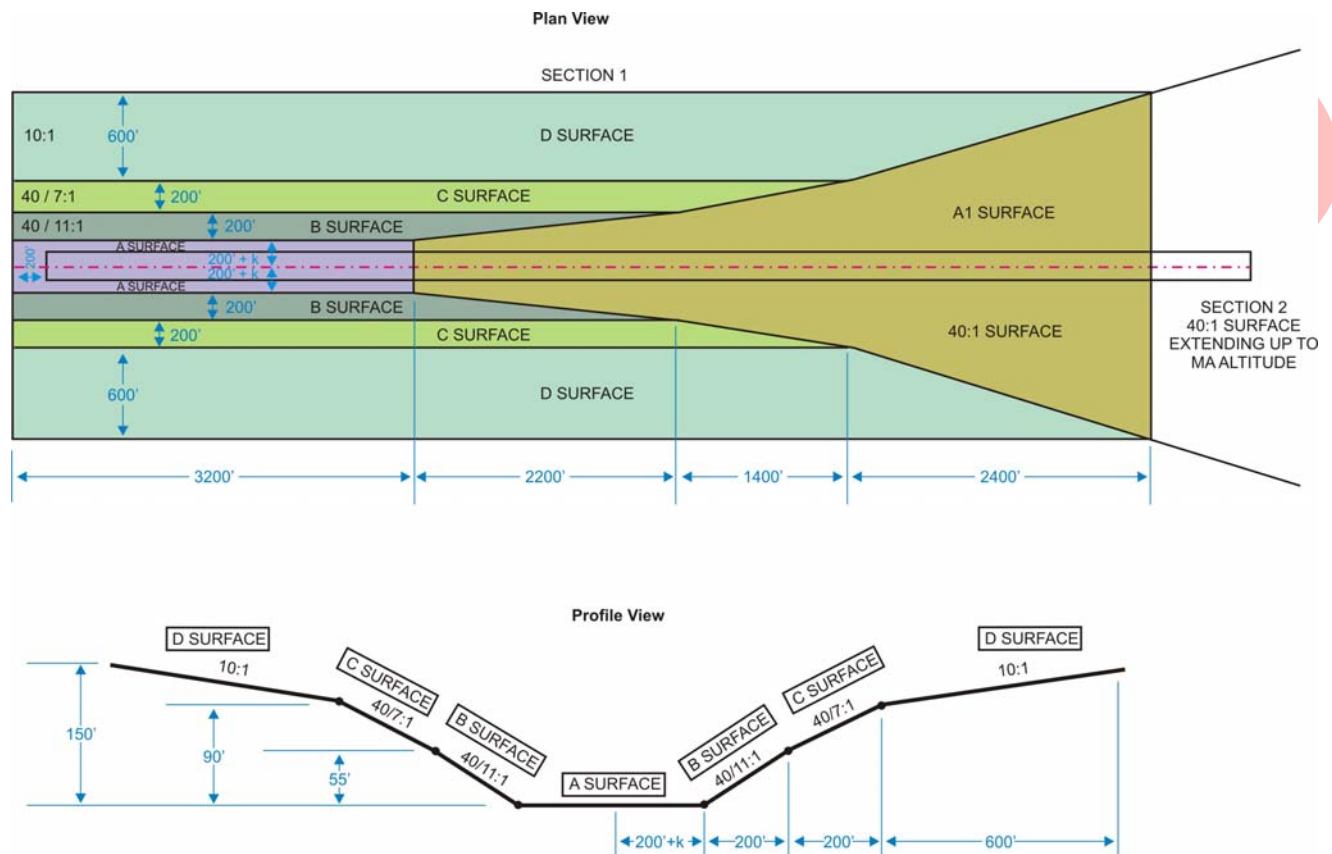 Plan View
SECTION 1
10:1
600'
D SURFACE
40 / 7:1
200'
C SURFACE
A1 SURFACE
40 / 11:1
200'
B SURFACE
A SURFACE
200' + k
200'
200' + k
A SURFACE
200'
B SURFACE
200'
C SURFACE
40:1 SURFACE
SECTION 2
40:1 SURFACE
EXTENDING UP TO
MA ALTITUDE
600'
D SURFACE
3200'
2200'
1400'
2400'
Profile View
D SURFACE
10:1
C SURFACE
40/7:1
B SURFACE
40/11:1
A SURFACE
B SURFACE
40/11:1
C SURFACE
40/7:1
D SURFACE
10:1
150'
90'
55'
200'+k
200'
200'
600'